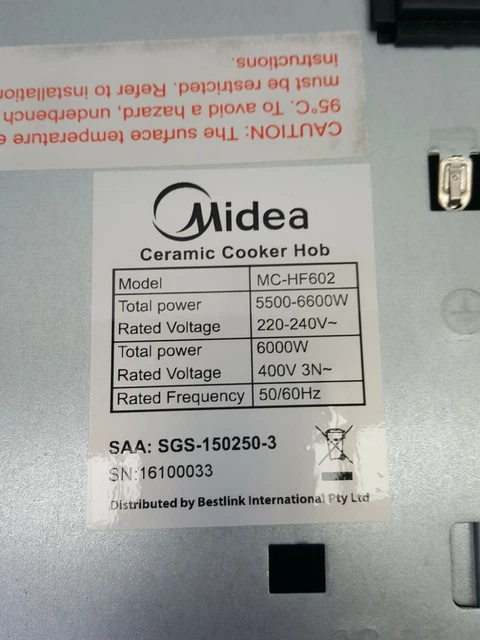 CAUTION: The surface temperature
95°C. To avoid a hazard, underbench
must be restricted. Refer to installation
instructions.
Midea
Ceramic Cooker Hob
Model MC-HF602
Total power 5500-6600W
Rated Voltage 220-240V~
Total power 6000W
Rated Voltage 400V 3N~
Rated Frequency 50/60Hz
SAA: SGS-150250-3
SN:16100033
Distributed by Bestlink International Pty Ltd